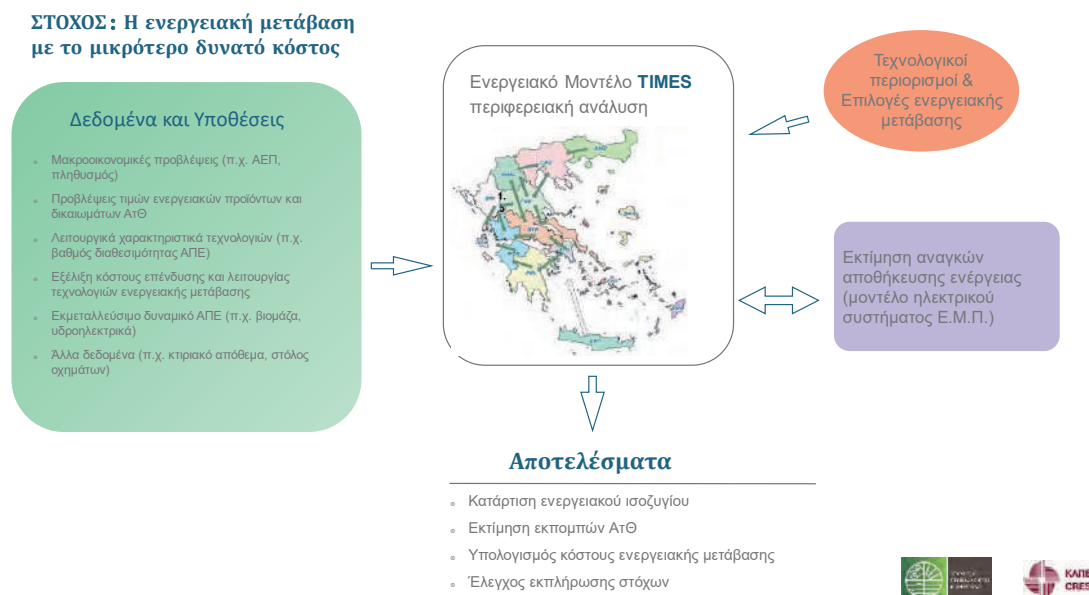 ΣΤΟΧΟΣ: Η ενεργειακή μετάβαση
με το μικρότερο δυνατό κόστος
Δεδομένα και Υποθέσεις
Μακροοικονομικές προβλέψεις (π.χ. ΑΕΠ,
πληθυσμός)
Προβλέψεις τιμών ενεργειακών προϊόντων και
δικαιωμάτων ΑτΘ
Λειτουργικά χαρακτηριστικά τεχνολογιών (π.χ.
βαθμός διαθεσιμότητας ΑΠΕ)
Εξέλιξη κόστους επένδυσης και λειτουργίας
τεχνολογιών ενεργειακής μετάβασης
Εκμεταλλεύσιμο δυναμικό ΑΠΕ (π.χ. βιομάζα,
υδροηλεκτρικά)
Άλλα δεδομένα (π.χ. κτιριακό απόθεμα, στόλος
οχημάτων)
Ενεργειακό Μοντέλο TIMES
περιφερειακή ανάλυση
Τεχνολογικοί
περιορισμοί &
Επιλογές ενεργειακής
μετάβασης
Εκτίμηση αναγκών
αποθήκευσης ενέργειας
(μοντέλο ηλεκτρικού
συστήματος Ε.Μ.Π.)
Αποτελέσματα
Κατάρτιση ενεργειακού ισοζυγίου
Εκτίμηση εκπομπών ΑτΘ
Υπολογισμός κόστους ενεργειακής μετάβασης
Έλεγχος εκπλήρωσης στόχων
ΚΑΠΕ
CRES